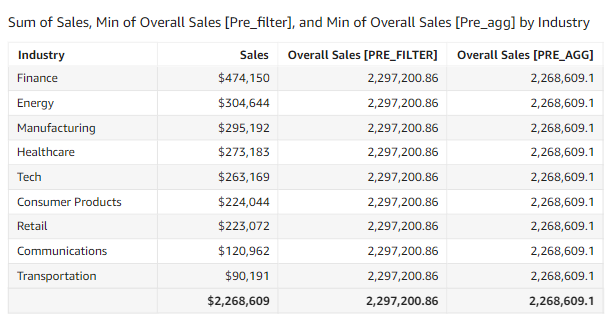 Sum of Sales, Min of Overall Sales [Pre_filter], and Min of Overall Sales [Pre_agg] by Industry
Industry Sales Overall Sales [PRE_FILTER] Overall Sales [PRE_AGG]
Finance $474,150 2,297,200.86 2,268,609.1
Energy $304,644 2,297,200.86 2,268,609.1
Manufacturing $295,192 2,297,200.86 2,268,609.1
Healthcare $273,183 2,297,200.86 2,268,609.1
Tech $263,169 2,297,200.86 2,268,609.1
Consumer Products $224,044 2,297,200.86 2,268,609.1
Retail $223,072 2,297,200.86 2,268,609.1
Communications $120,962 2,297,200.86 2,268,609.1
Transportation $90,191 2,297,200.86 2,268,609.1
$2,268,609 2,297,200.86 2,268,609.1